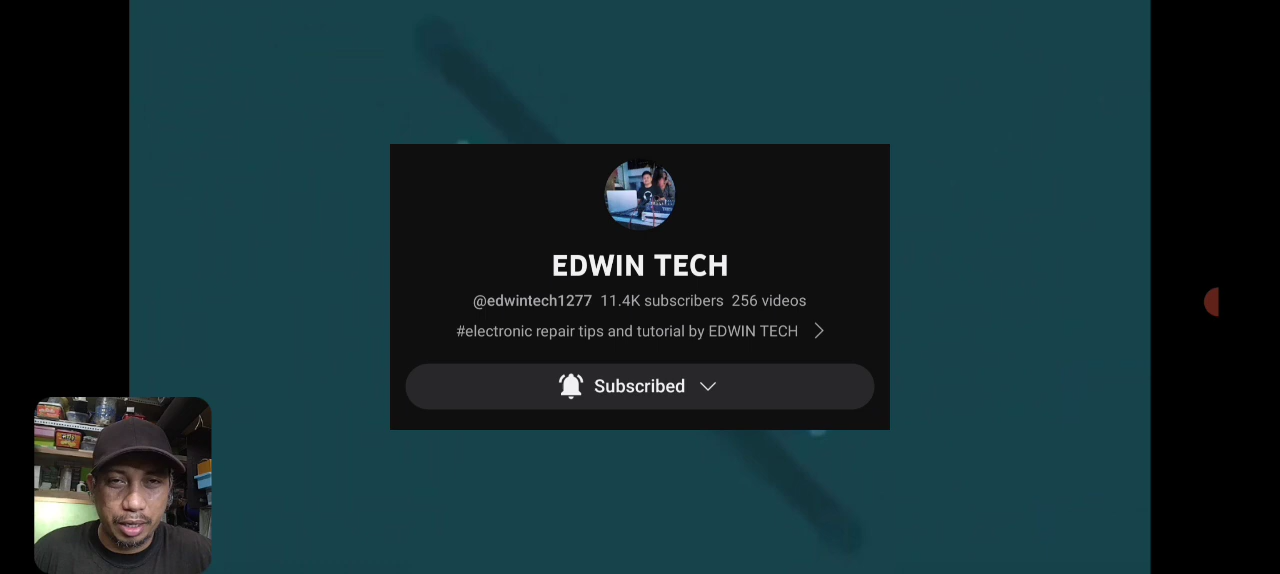 EDWIN TECH
@edwintech1277 11.4K subscribers 256 videos
#electronic repair tips and tutorial by EDWIN TECH
Subscribed